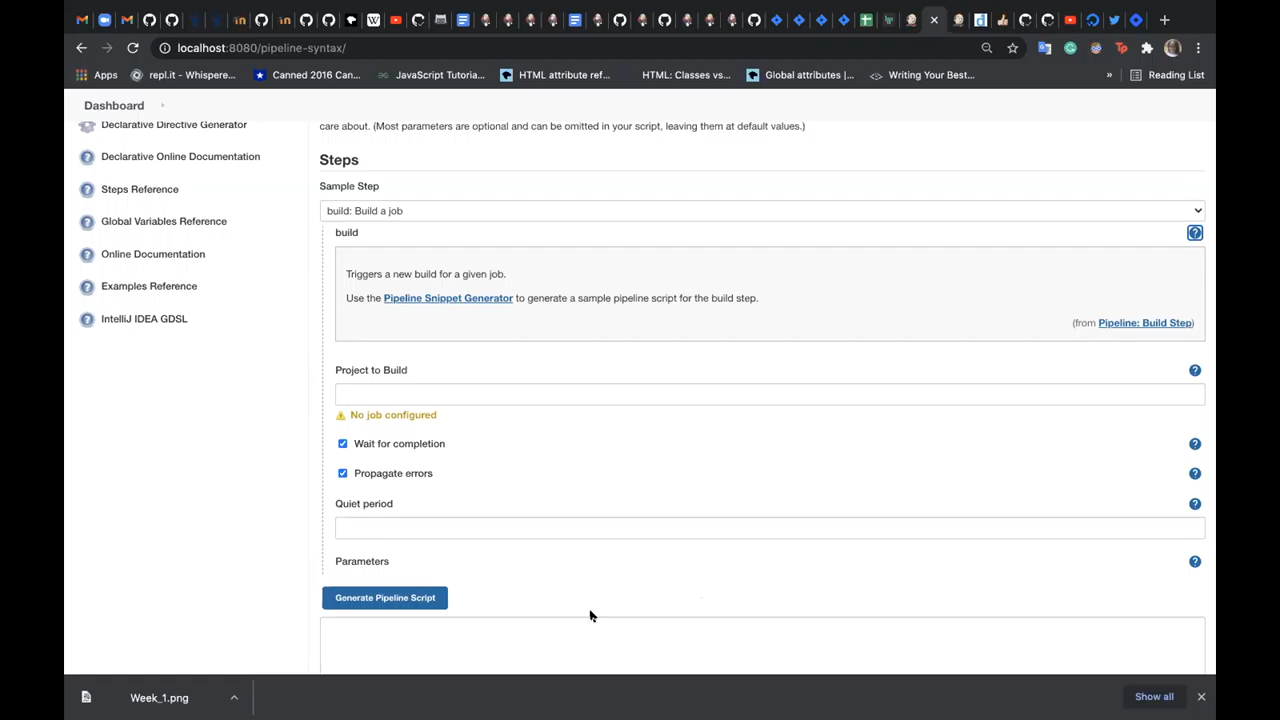 localhost:8080/pipeline-syntax/
Apps
repl.it - Whispere...
Canned 2016 Can...
JavaScript Tutoria...
HTML attribute ref...
HTML: Classes vs...
Global attributes |...
Writing Your Best...
»
Reading List
Dashboard
Declarative Directive Generator
Declarative Online Documentation
Steps Reference
Global Variables Reference
Online Documentation
Examples Reference
IntelliJ IDEA GDSL
care about. (Most parameters are optional and can be omitted in your script, leaving them at default values.)
Steps
Sample Step
build: Build a job
build
Triggers a new build for a given job.
Use the Pipeline Snippet Generator to generate a sample pipeline script for the build step.
(from Pipeline: Build Step)
Project to Build
No job configured
Wait for completion
Propagate errors
Quiet period
Parameters
Generate Pipeline Script
Week_1.png
Show all